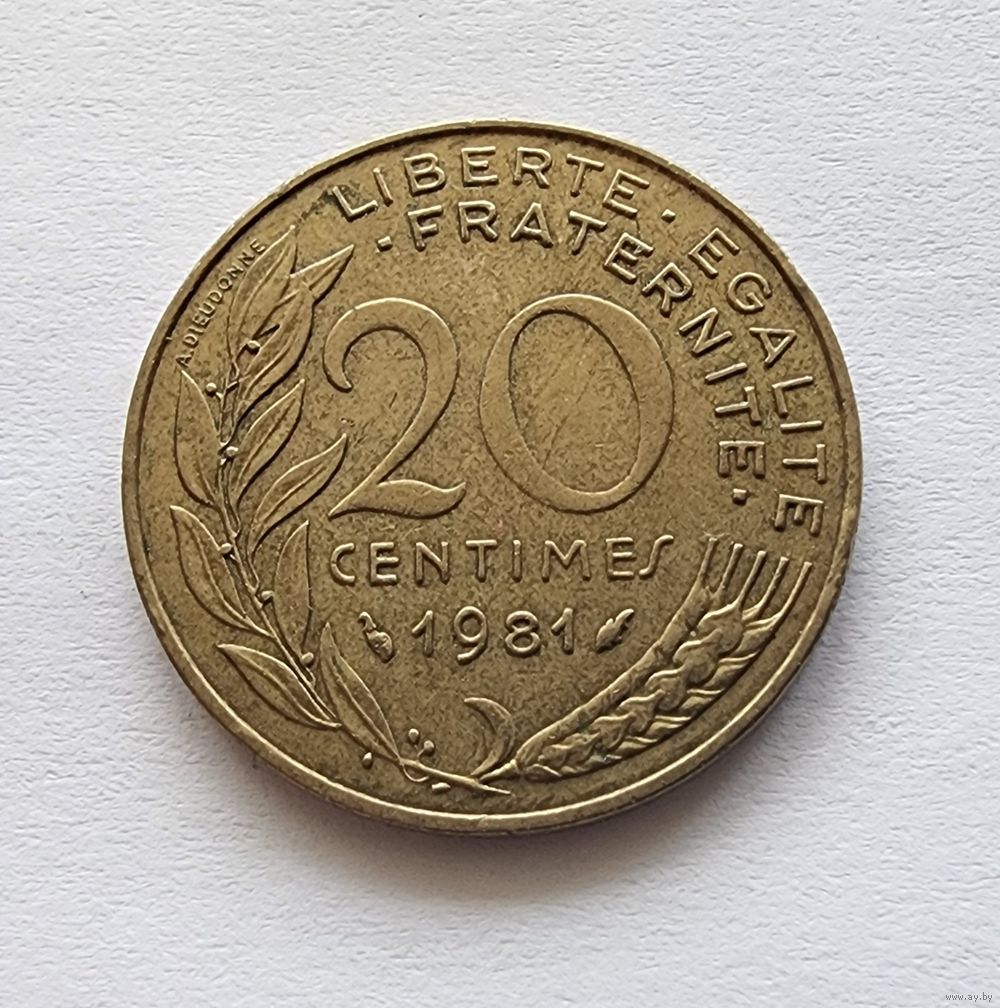 LIBERTE · EGALITE
· FRATERNITE ·
A.DIEUDONNE
20
CENTIMES
1981
www.ay.by